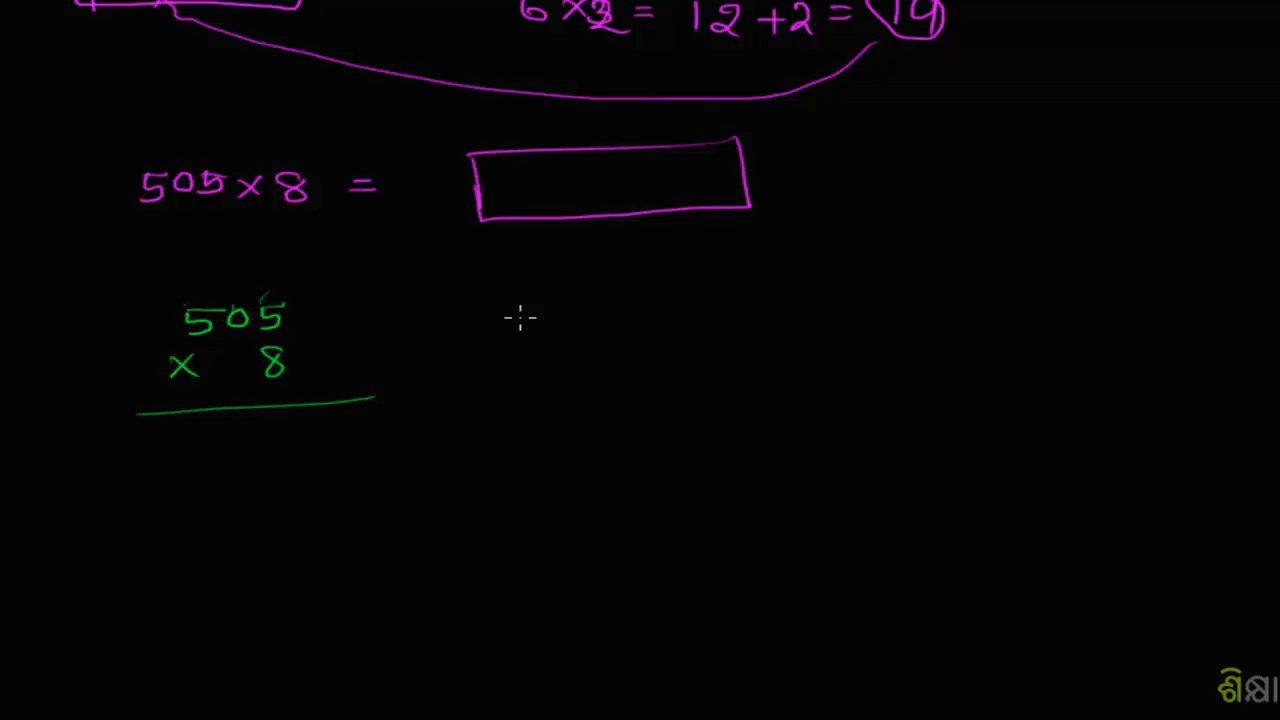 6 × 2 = 12 + 2 = 14
505 × 8 =
505
× 8
ଶିକ୍ଷା